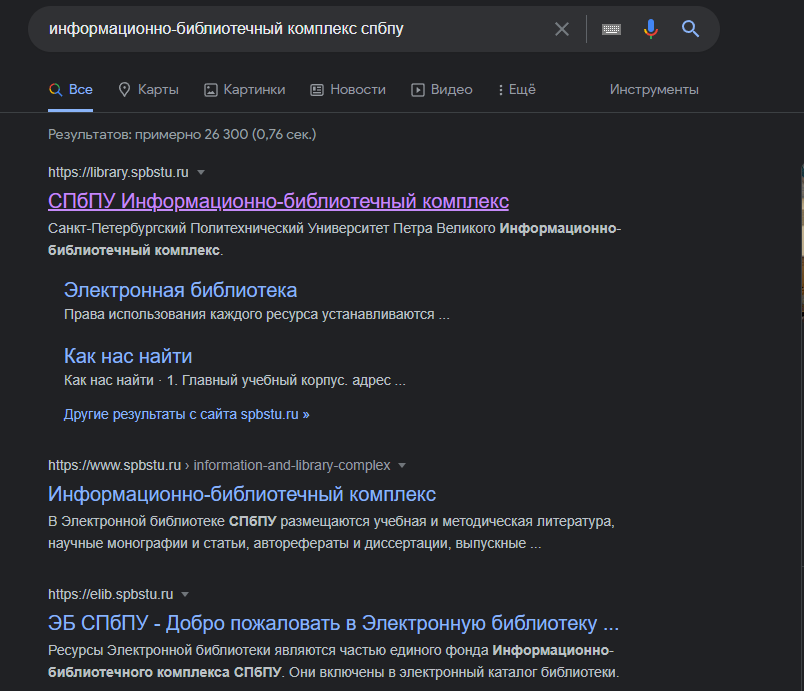 информационно-библиотечный комплекс спбпу
Все Карты Картинки Новости Видео Ещё Инструменты
Результатов: примерно 26 300 (0,76 сек.)
https://library.spbstu.ru
СПбПУ Информационно-библиотечный комплекс
Санкт-Петербургский Политехнический Университет Петра Великого Информационно-
библиотечный комплекс.
Электронная библиотека
Права использования каждого ресурса устанавливаются ...
Как нас найти
Как нас найти · 1. Главный учебный корпус. адрес ...
Другие результаты с сайта spbstu.ru »
https://www.spbstu.ru › information-and-library-complex
Информационно-библиотечный комплекс
В Электронной библиотеке СПбПУ размещаются учебная и методическая литература,
научные монографии и статьи, авторефераты и диссертации, выпускные ...
https://elib.spbstu.ru
ЭБ СПбПУ - Добро пожаловать в Электронную библиотеку ...
Ресурсы Электронной библиотеки являются частью единого фонда Информационно-
библиотечного комплекса СПбПУ. Они включены в электронный каталог библиотеки.